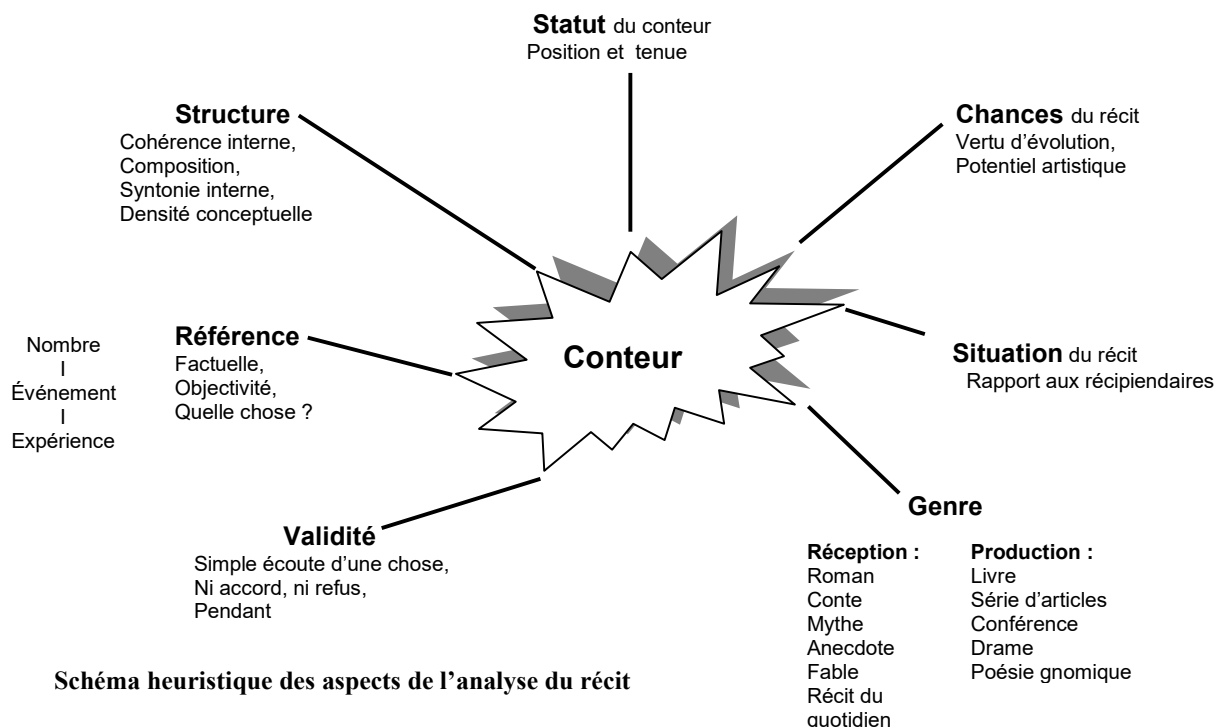 Statut du conteur
Position et tenue
Structure
Cohérence interne,
Composition,
Syntonie interne,
Densité conceptuelle
Chances du récit
Vertu d’évolution,
Potentiel artistique
Nombre
I
Événement
I
Expérience
Référence
Factuelle,
Objectivité,
Quelle chose ?
Conteur
Situation du récit
Rapport aux récipiendaires
Validité
Simple écoute d’une chose,
Ni accord, ni refus,
Pendant
Genre
Réception :
Roman
Conte
Mythe
Anecdote
Fable
Récit du
quotidien
Production :
Livre
Série d’articles
Conférence
Drame
Poésie gnomique
Schéma heuristique des aspects de l’analyse du récit